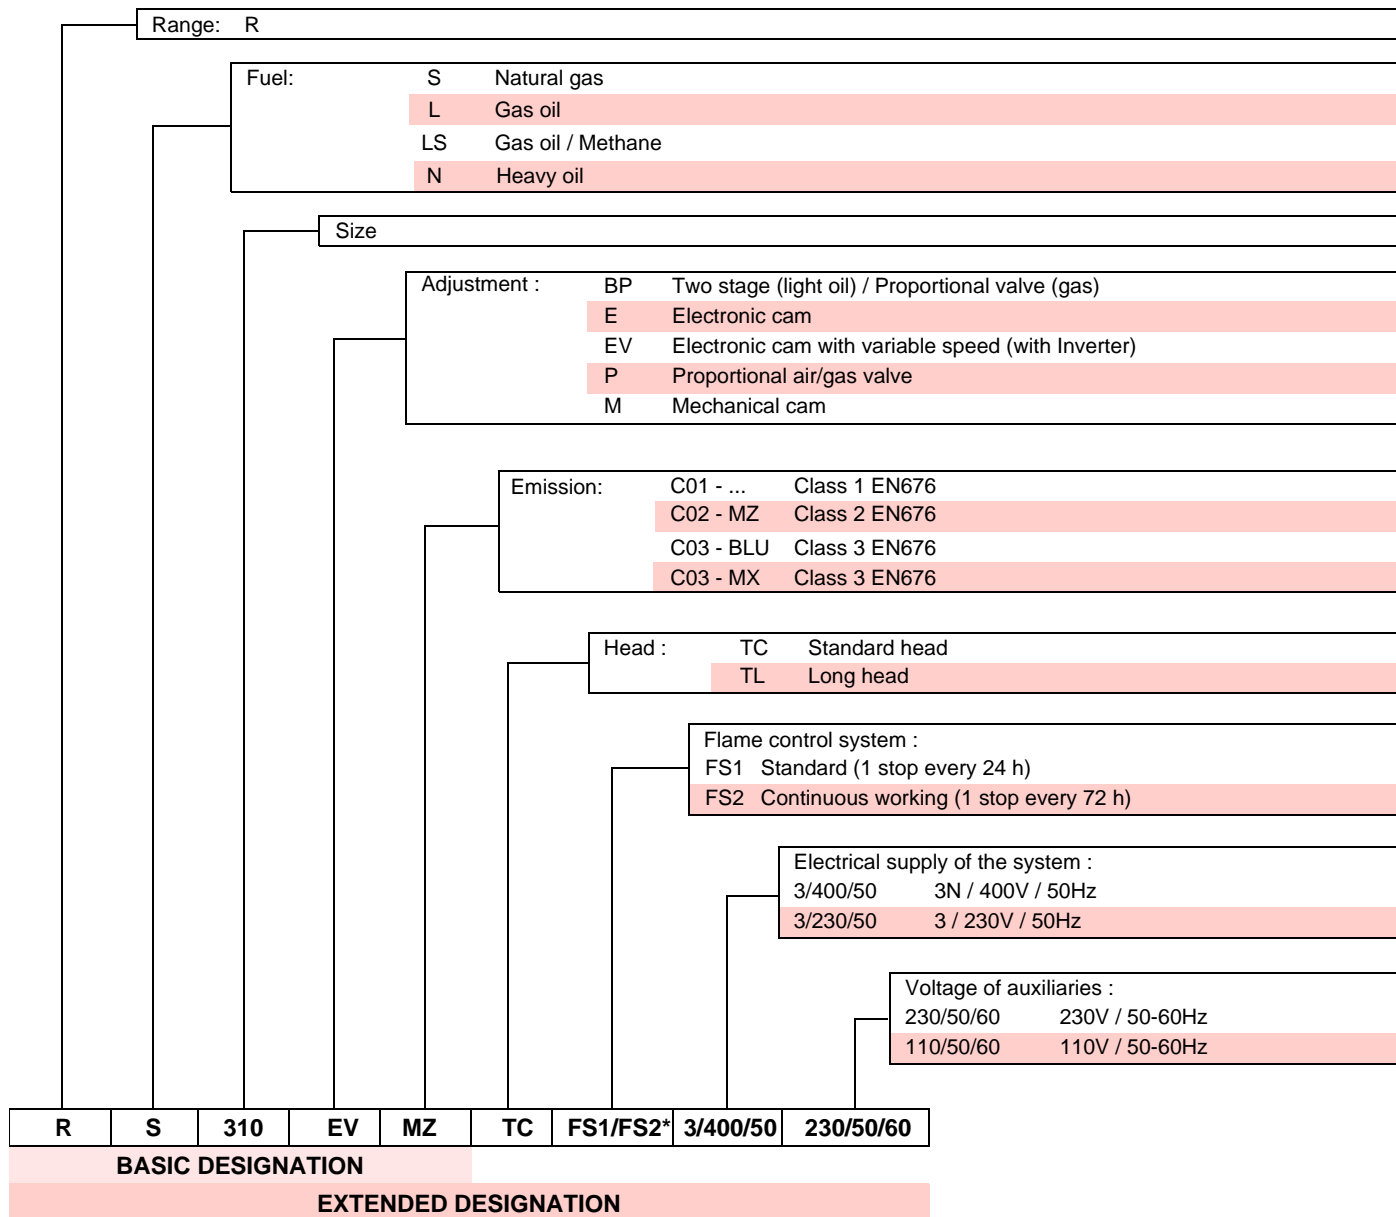 Range: R
Fuel: S Natural gas
L Gas oil
LS Gas oil / Methane
N Heavy oil
Size
Adjustment : BP Two stage (light oil) / Proportional valve (gas)
E Electronic cam
EV Electronic cam with variable speed (with Inverter)
P Proportional air/gas valve
M Mechanical cam
Emission: C01 - ... Class 1 EN676
C02 - MZ Class 2 EN676
C03 - BLU Class 3 EN676
C03 - MX Class 3 EN676
Head : TC Standard head
TL Long head
Flame control system :
FS1 Standard (1 stop every 24 h)
FS2 Continuous working (1 stop every 72 h)
Electrical supply of the system :
3/400/50 3N / 400V / 50Hz
3/230/50 3 / 230V / 50Hz
Voltage of auxiliaries :
230/50/60 230V / 50-60Hz
110/50/60 110V / 50-60Hz
R S 310 EV MZ TC FS1/FS2* 3/400/50 230/50/60
BASIC DESIGNATION
EXTENDED DESIGNATION